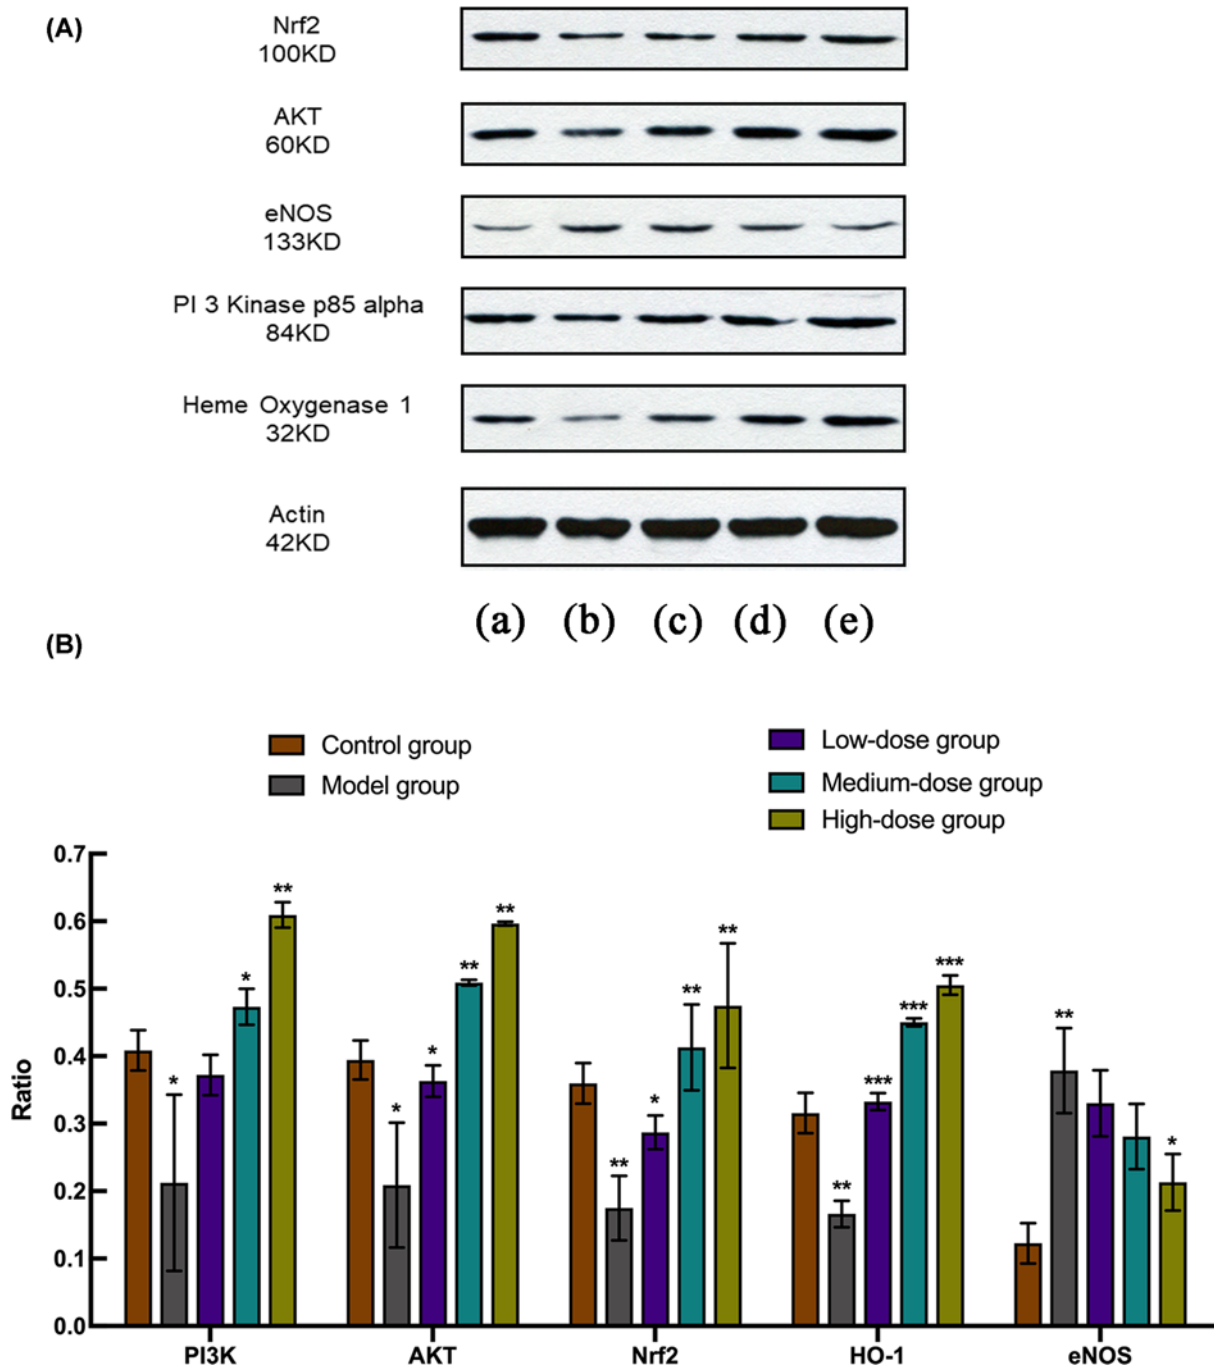 (A)
Nrf2
100KD
AKT
60KD
eNOS
133KD
PI 3 Kinase p85 alpha
84KD
Heme Oxygenase 1
32KD
Actin
42KD
(a) (b) (c) (d) (e)
(B)
Control group
Model group
Low-dose group
Medium-dose group
High-dose group
0.7
0.6
0.5
0.4
0.3
0.2
0.1
0.0
Ratio
* * **
* * ** **
** * ** **
** *** *** ***
** *
PI3K AKT Nrf2 HO-1 eNOS